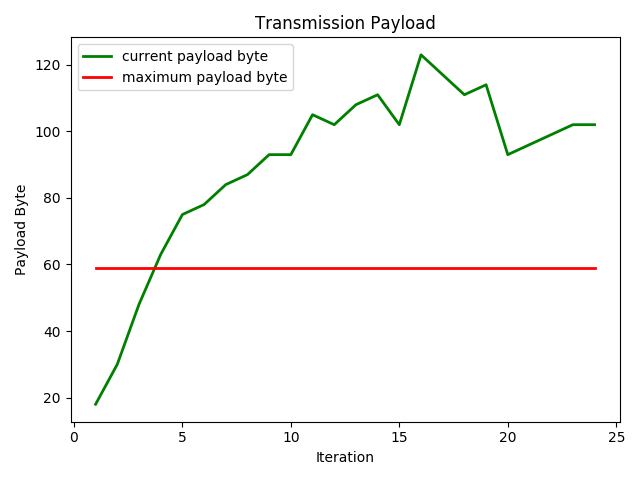 Transmission Payload
current payload byte
maximum payload byte
120
100
80
60
40
20
Payload Byte
0 5 10 15 20 25
Iteration